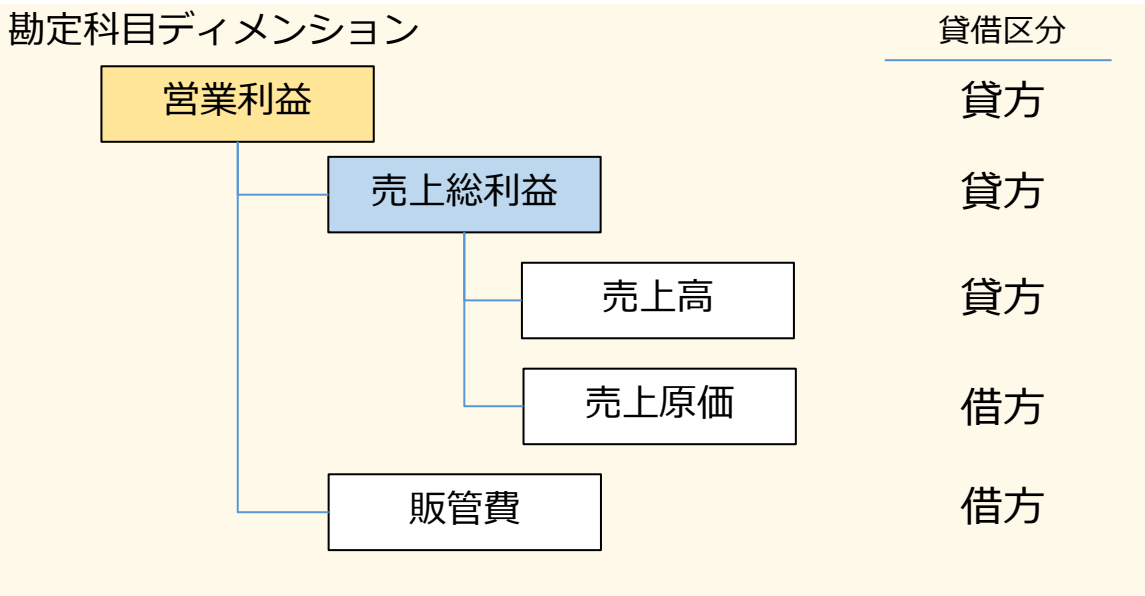 勘定科目ディメンション
貸借区分
営業利益
貸方
売上総利益
貸方
売上高
貸方
売上原価
借方
販管費
借方